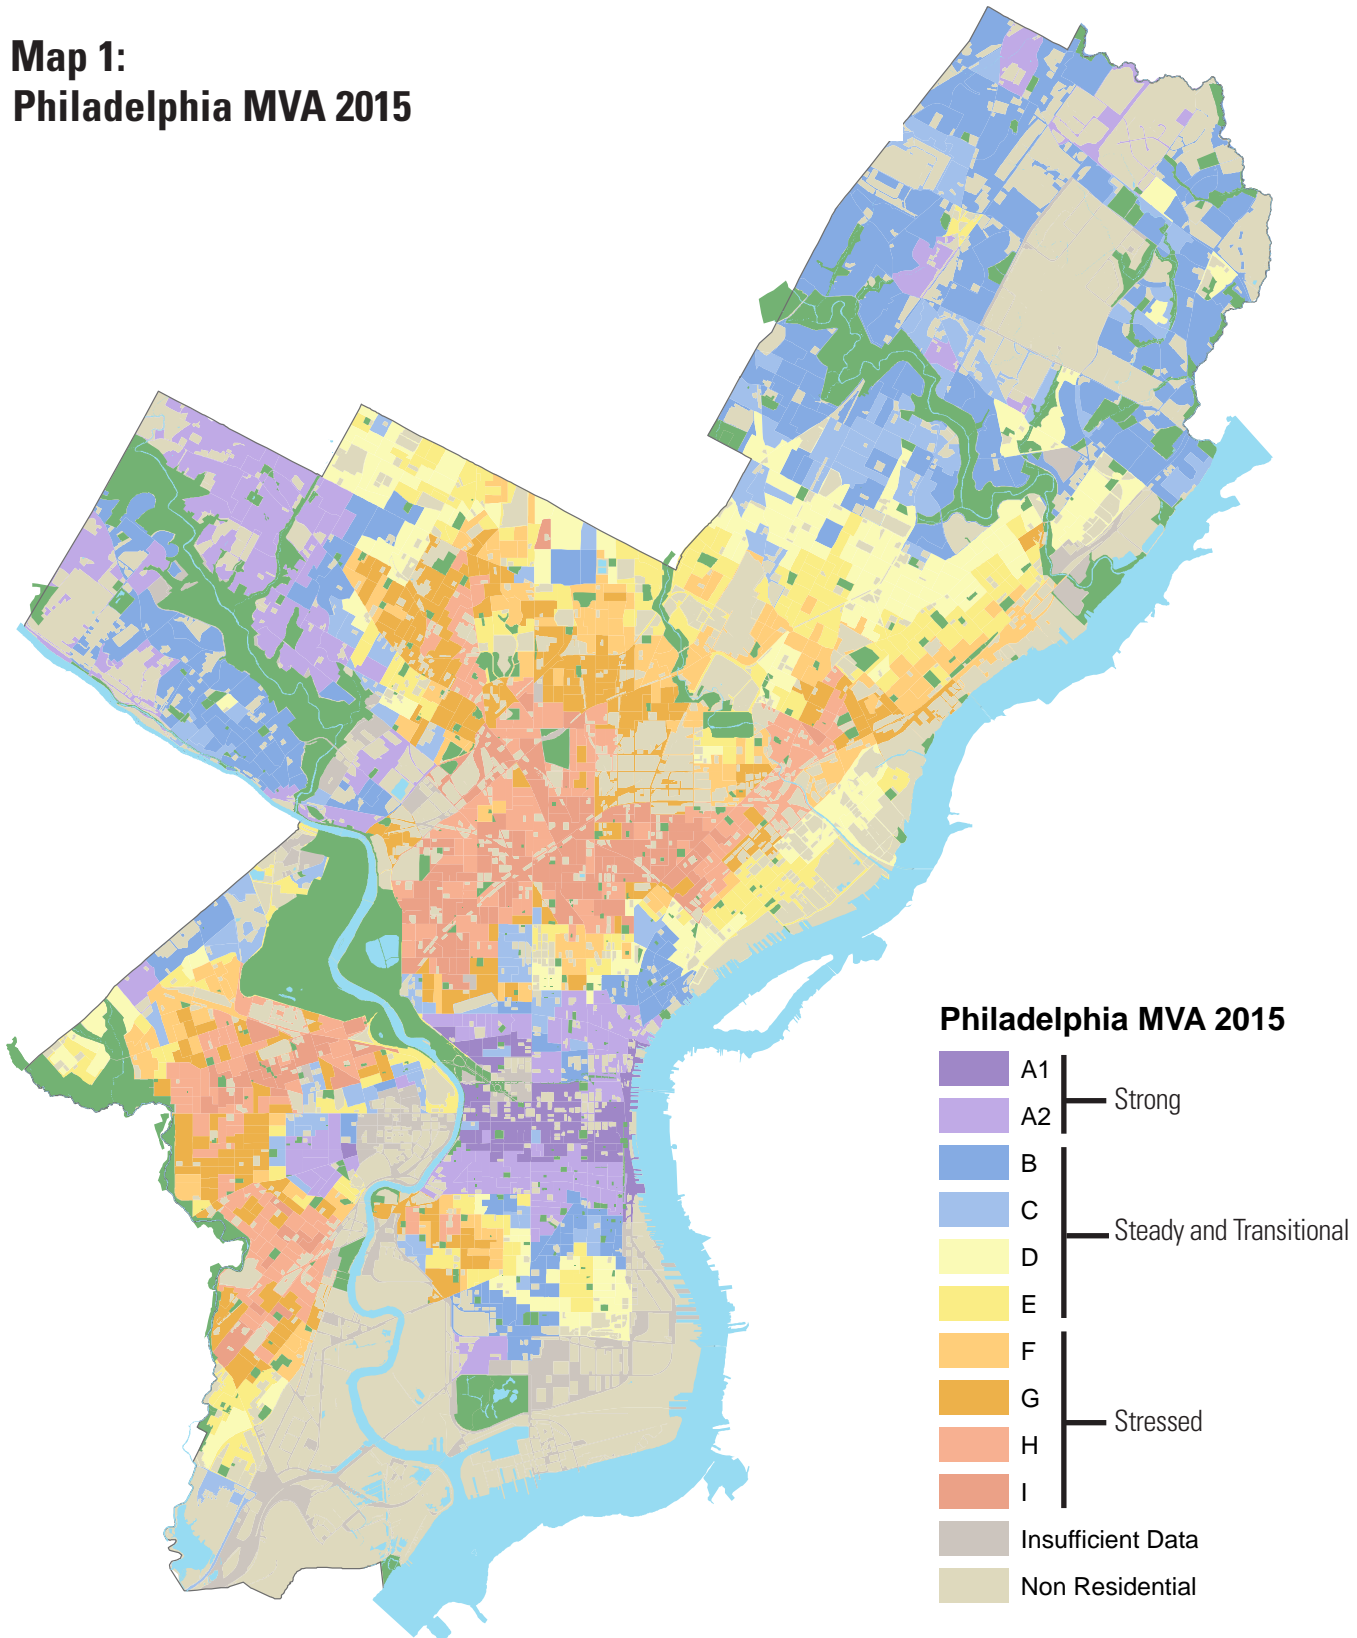 Map 1:
Philadelphia MVA 2015
Philadelphia MVA 2015
A1
Strong
A2
B
C
Steady and Transitional
D
E
F
G
Stressed
H
I
Insufficient Data
Non Residential